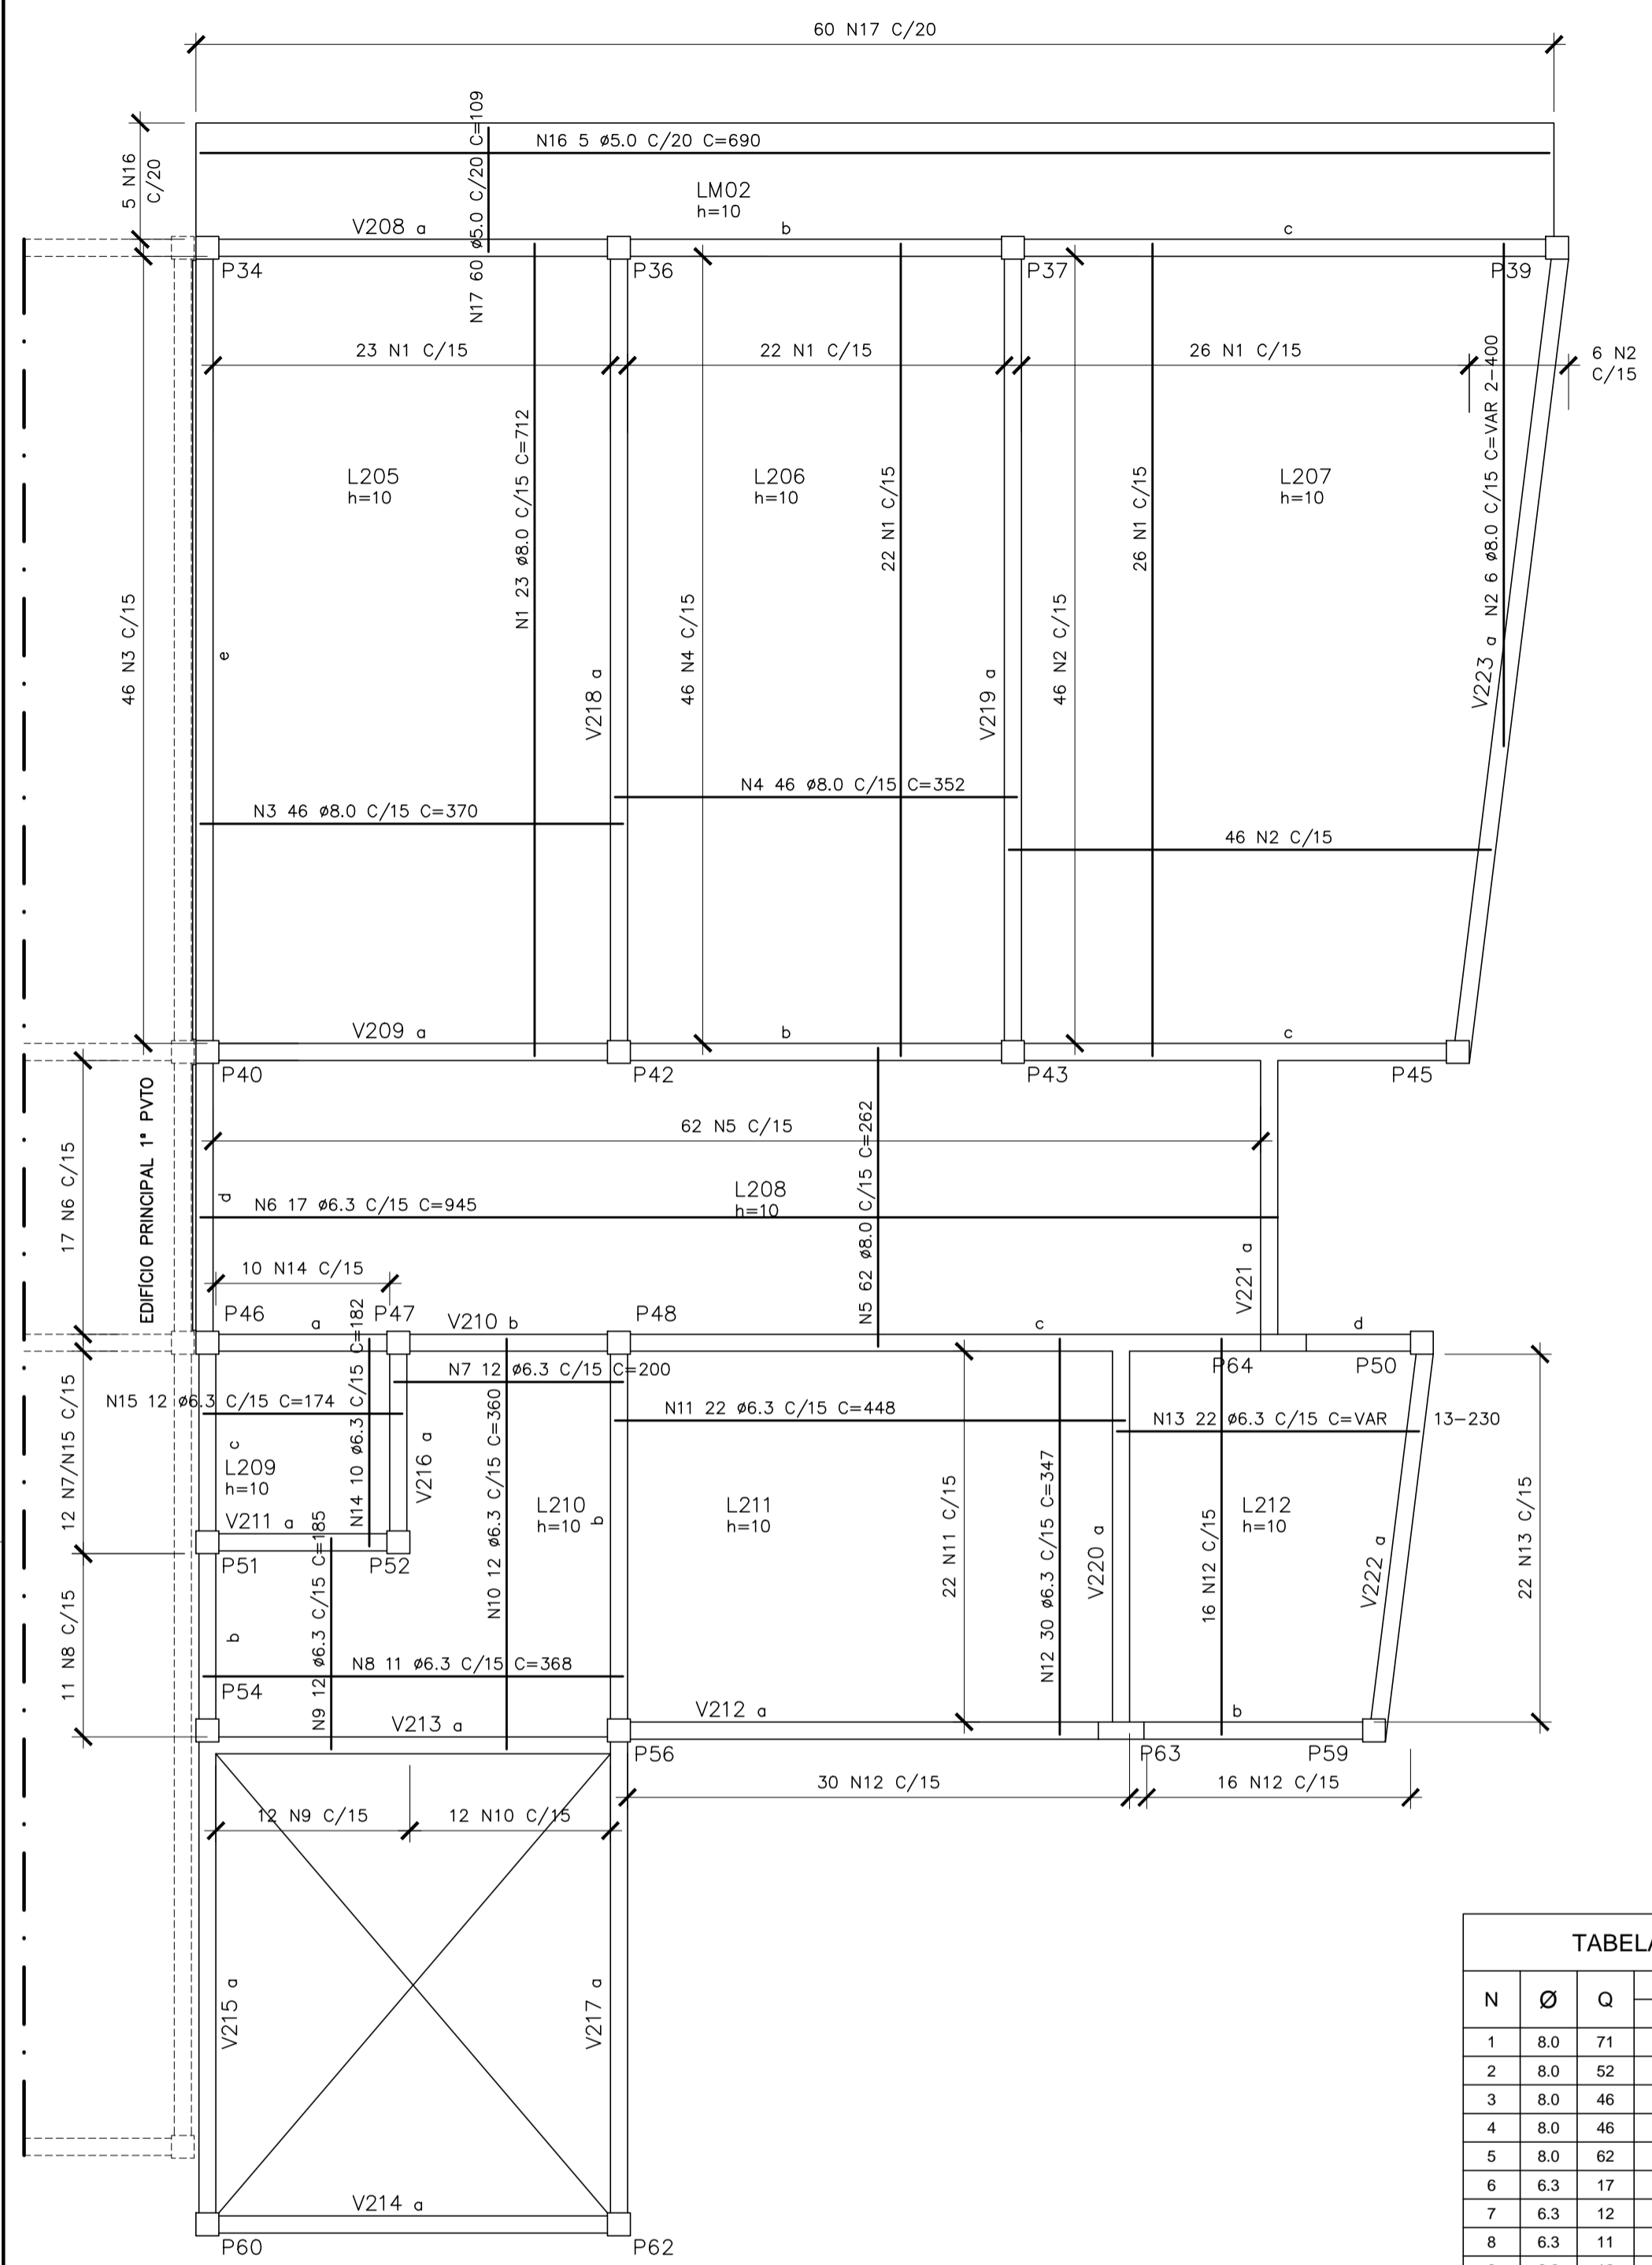 60 N17 C/20
5 N16
C/20
N17 60 ø5.0 C/20 C=109
N16 5 ø5.0 C/20 C=690
LM02
h=10
V208 a
b
c
P34
P36
P37
P39
23 N1 C/15
22 N1 C/15
26 N1 C/15
6 N2
C/15
L205
h=10
L206
h=10
L207
h=10
N1 23 ø8.0 C/15 C=712
22 N1 C/15
26 N1 C/15
N2 6 ø8.0 C/15 C=VAR 2-400
46 N3 C/15
e
V218 a
46 N4 C/15
V219 a
46 N2 C/15
V223 a
N3 46 ø8.0 C/15 C=370
N4 46 ø8.0 C/15 C=352
46 N2 C/15
V209 a
b
c
P40
P42
P43
P45
EDIFÍCIO PRINCIPAL 1° PVTO
17 N6 C/15
62 N5 C/15
N5 62 ø8.0 C/15 C=262
d
N6 17 ø6.3 C/15 C=945
L208
h=10
V221 a
10 N14 C/15
P46
a
P47
V210 b
P48
c
d
P64
P50
N14 10 ø6.3 C/15 C=182
N7 12 ø6.3 C/15 C=200
N15 12 ø6.3 C/15 C=174
N11 22 ø6.3 C/15 C=448
N13 22 ø6.3 C/15 C=VAR
13-230
12 N7/N15 C/15
c
L209
h=10
V216 a
N10 12 ø6.3 C/15 C=360
L210
h=10
b
L211
h=10
22 N11 C/15
N12 30 ø6.3 C/15 C=347
V220 a
16 N12 C/15
L212
h=10
V222 a
22 N13 C/15
V211 a
P51
P52
11 N8 C/15
b
N9 12 ø6.3 C/15 C=185
N8 11 ø6.3 C/15 C=368
P54
V213 a
V212 a
b
P56
P63
P59
30 N12 C/15
16 N12 C/15
12 N9 C/15
12 N10 C/15
V215 a
V217 a
V214 a
P60
P62
N Ø Q
1 8.0 71
2 8.0 52
3 8.0 46
4 8.0 46
5 8.0 62
6 6.3 17
7 6.3 12
8 6.3 11